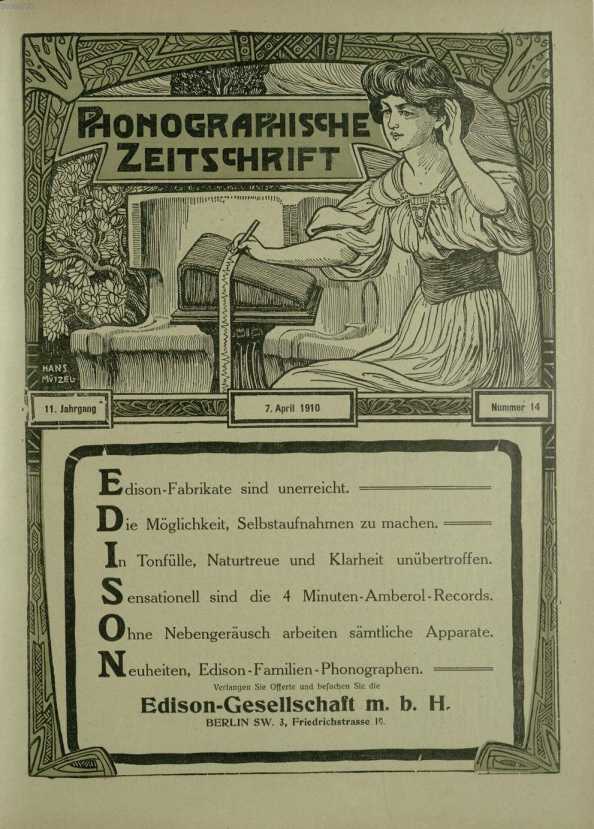 PHONOGRAPHISCHE
ZEITSCHRIFT
HANS
MÜTZEL
11. Jahrgang
7. April 1910
Nummer 14
Edison-Fabrikate sind unerreicht.
Die Möglichkeit, Selbstaufnahmen zu machen.
In Tonfülle, Naturtreue und Klarheit unübertroffen.
Sensationell sind die 4 Minuten-Amberol-Records.
Ohne Nebengeräusch arbeiten sämtliche Apparate.
Neuheiten, Edison-Familien-Phonographen.
Verlangen Sie Offerte und besuchen Sie die
Edison-Gesellschaft m. b. H.
BERLIN SW. 3, Friedrichstrasse